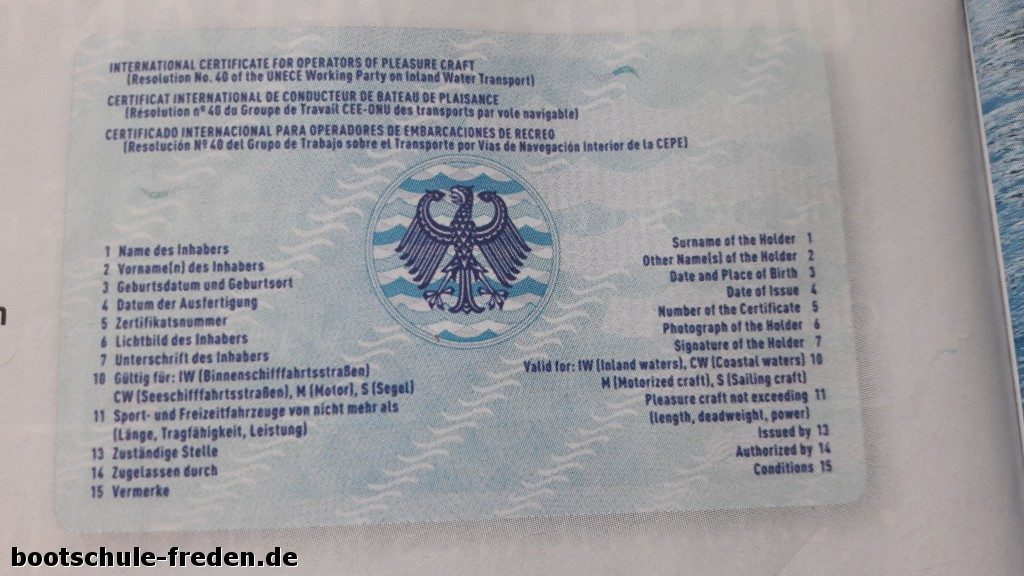 INTERNATIONAL CERTIFICATE FOR OPERATORS OF PLEASURE CRAFT
(Resolution No. 40 of the UNECE Working Party on Inland Water Transport)
CERTIFICAT INTERNATIONAL DE CONDUCTEUR DE BATEAU DE PLAISANCE
(Résolution nº 40 du Groupe de Travail CEE-ONU des transports par voie navigable)
CERTIFICADO INTERNACIONAL PARA OPERADORES DE EMBARCACIONES DE RECREO
(Resolución Nº 40 del Grupo de Trabajo sobre el Transporte por Vías de Navegación Interior de la CEPE)
1 Name des Inhabers
2 Vorname(n) des Inhabers
3 Geburtsdatum und Geburtsort
4 Datum der Ausfertigung
5 Zertifikatsnummer
6 Lichtbild des Inhabers
7 Unterschrift des Inhabers
10 Gültig für: IW (Binnenschifffahrtsstraßen)
CW (Seeschifffahrtsstraßen), M (Motor), S (Segel)
11 Sport- und Freizeitfahrzeuge von nicht mehr als
(Länge, Tragfähigkeit, Leistung)
13 Zuständige Stelle
14 Zugelassen durch
15 Vermerke
Surname of the Holder 1
Other Name(s) of the Holder 2
Date and Place of Birth 3
Date of Issue 4
Number of the Certificate 5
Photograph of the Holder 6
Signature of the Holder 7
Valid for: IW (Inland waters), CW (Coastal waters) 10
M (Motorized craft), S (Sailing craft)
Pleasure craft not exceeding 11
(length, deadweight, power)
Issued by 13
Authorized by 14
Conditions 15
bootschule-freden.de